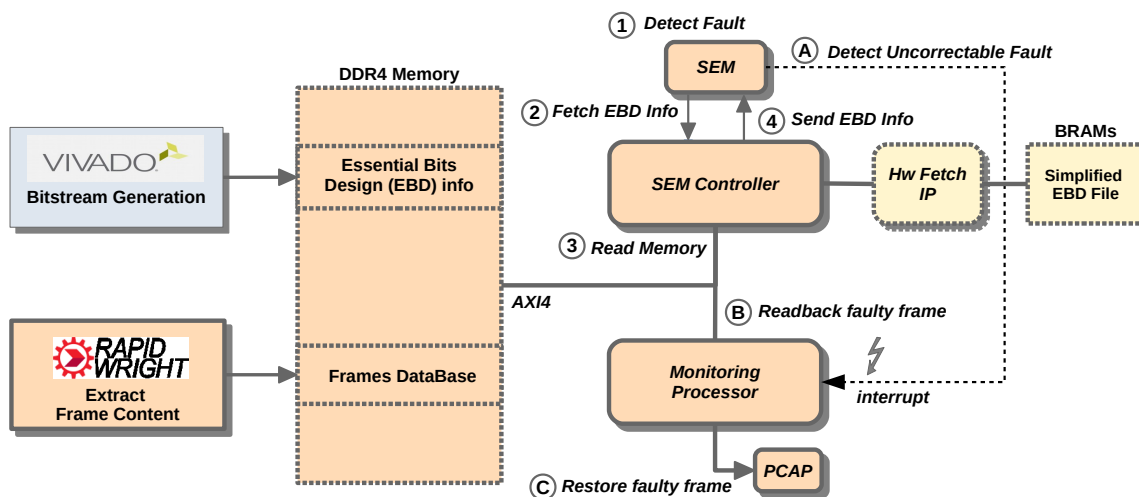 1 Detect Fault
A Detect Uncorrectable Fault
SEM
DDR4 Memory
2 Fetch EBD Info
4 Send EBD Info
BRAMs
VIVADO
Bitstream Generation
Essential Bits
Design (EBD) info
SEM Controller
Hw Fetch
IP
Simplified
EBD File
3 Read Memory
AXI4
B Readback faulty frame
RAPID
WRIGHT
Extract
Frame Content
Frames DataBase
Monitoring
Processor
interrupt
PCAP
C Restore faulty frame